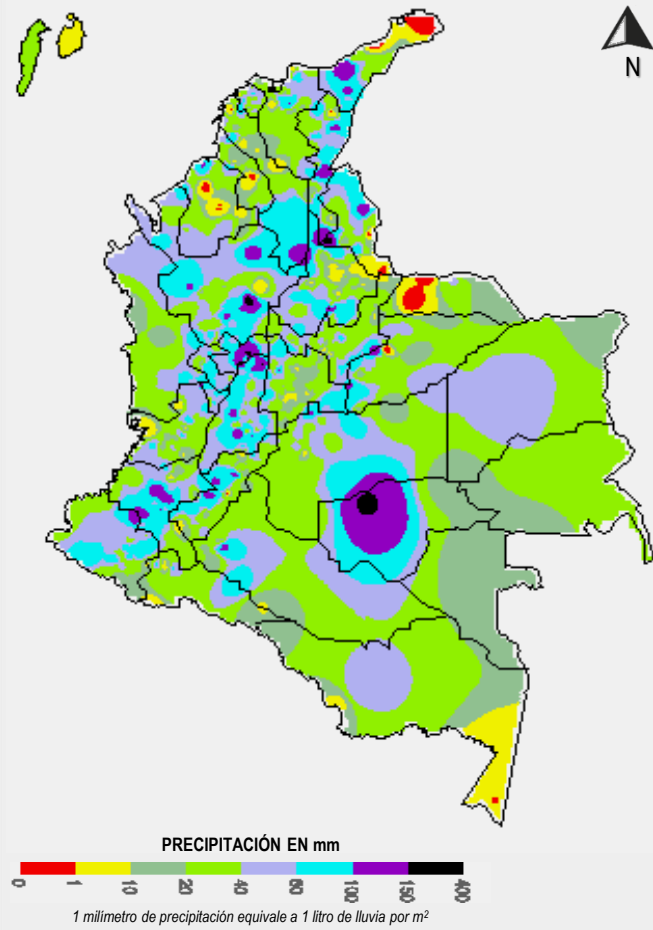 N
PRECIPITACIÓN EN mm
0 1 10 20 40 60 100 150 400
1 milímetro de precipitación equivale a 1 litro de lluvia por m²